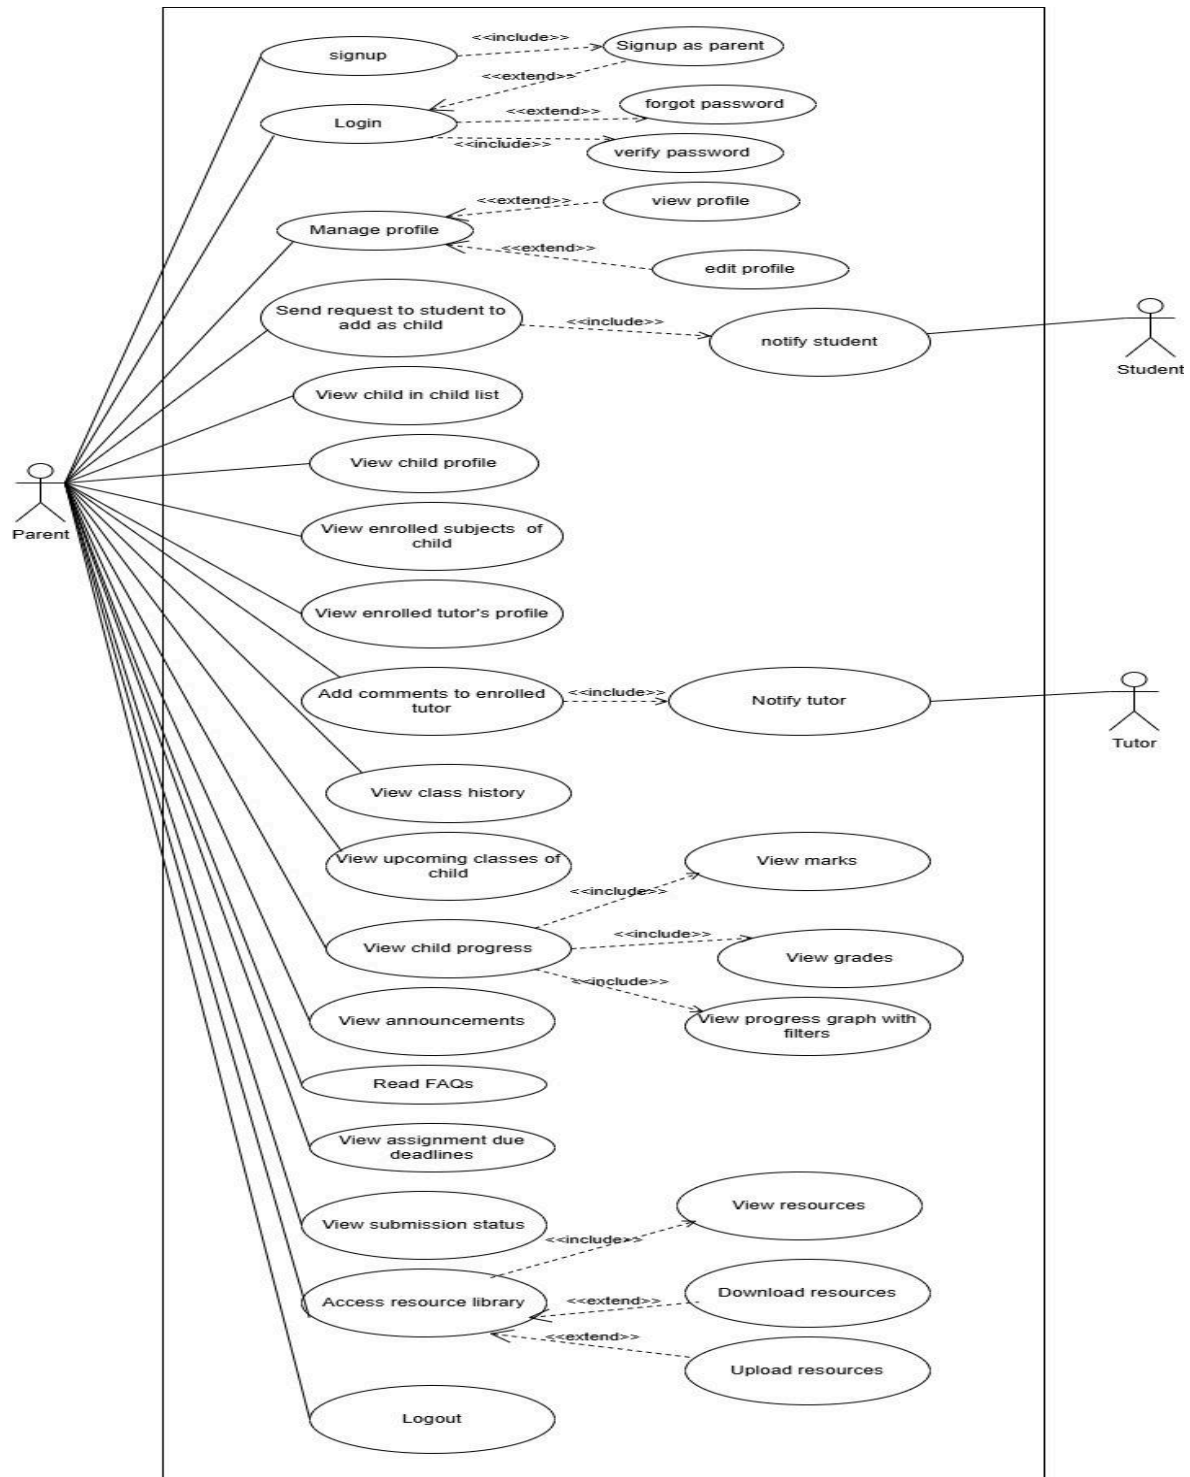 <<include>>
signup
Signup as parent
<<extend>>
forgot password
Login
<<extend>>
<<include>>
verify password
<<extend>>
view profile
Manage profile
<<extend>>
edit profile
Send request to student to
add as child
<<include>>
notify student
Student
View child in child list
View child profile
Parent
View enrolled subjects of
child
View enrolled tutor's profile
Add comments to enrolled
tutor
<<include>>
Notify tutor
Tutor
View class history
View upcoming classes of
child
View marks
<<include>>
View child progress
<<include>>
View grades
<<include>>
View announcements
View progress graph with
filters
Read FAQs
View assignment due
deadlines
View resources
View submission status
<<include>>
Access resource library
<<extend>>
Download resources
<<extend>>
Upload resources
Logout